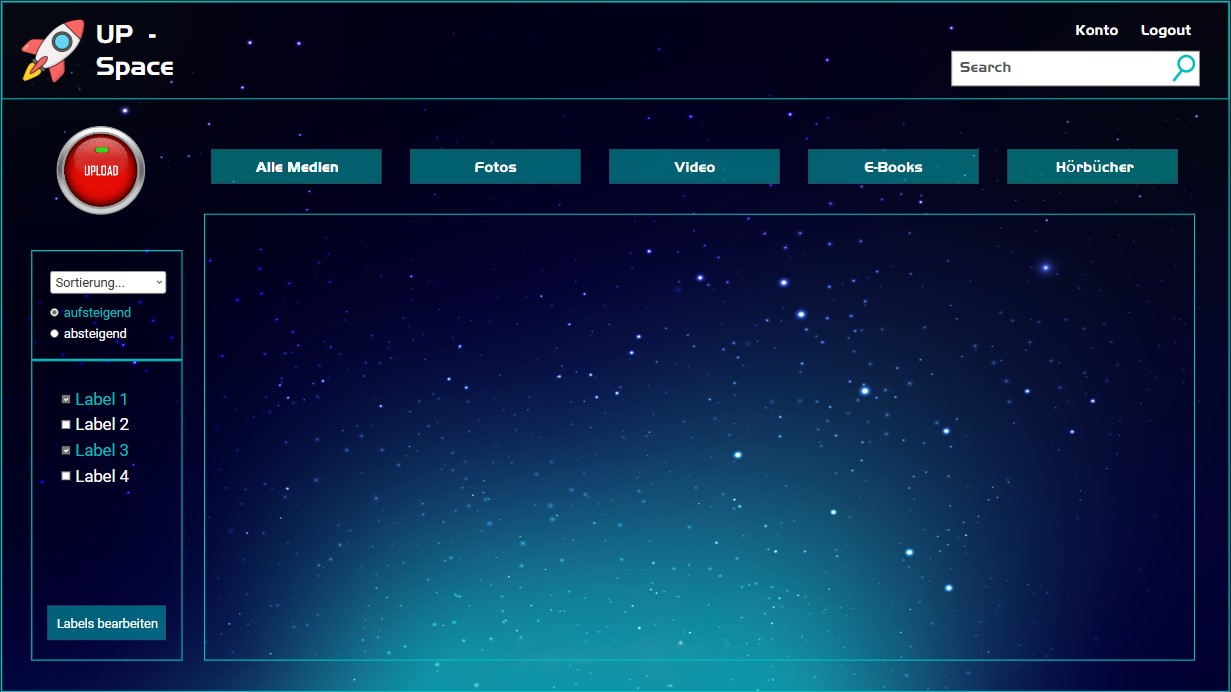 UP -
Space
Konto Logout
Search
UPLOAD
Alle Medien Fotos Video E-Books Hörbücher
Sortierung...
aufsteigend
absteigend
Label 1
Label 2
Label 3
Label 4
Labels bearbeiten